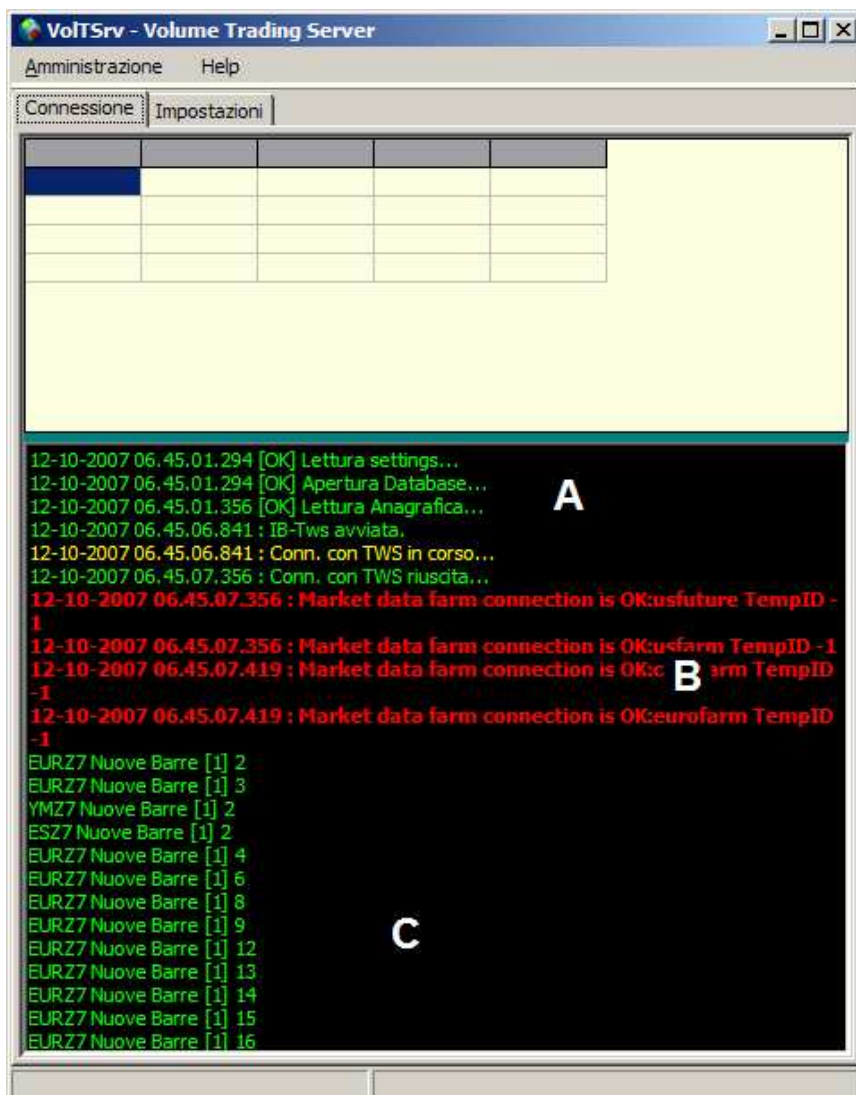 VolTSrv - Volume Trading Server
Amministrazione Help
Connessione Impostazioni
12-10-2007 06.45.01.294 [OK] Lettura settings...
12-10-2007 06.45.01.294 [OK] Apertura Database...
A
12-10-2007 06.45.01.356 [OK] Lettura Anagrafica...
12-10-2007 06.45.06.841 : IB-Tws avviata.
12-10-2007 06.45.06.841 : Conn. con TWS in corso...
12-10-2007 06.45.07.356 : Conn. con TWS riuscita...
12-10-2007 06.45.07.356 : Market data farm connection is OK:usfuture TempID -
1
12-10-2007 06.45.07.356 : Market data farm connection is OK:usfarm TempID -1
12-10-2007 06.45.07.419 : Market data farm connection is TempID
B
-1
12-10-2007 06.45.07.419 : Market data farm connection is OK:eurofarm TempID
-1
EURZ7 Nuove Barre [1] 2
EURZ7 Nuove Barre [1] 3
YMZ7 Nuove Barre [1] 2
ESZ7 Nuove Barre [1] 2
EURZ7 Nuove Barre [1] 4
EURZ7 Nuove Barre [1] 6
EURZ7 Nuove Barre [1] 8
EURZ7 Nuove Barre [1] 9
C
EURZ7 Nuove Barre [1] 12
EURZ7 Nuove Barre [1] 13
EURZ7 Nuove Barre [1] 14
EURZ7 Nuove Barre [1] 15
EURZ7 Nuove Barre [1] 16